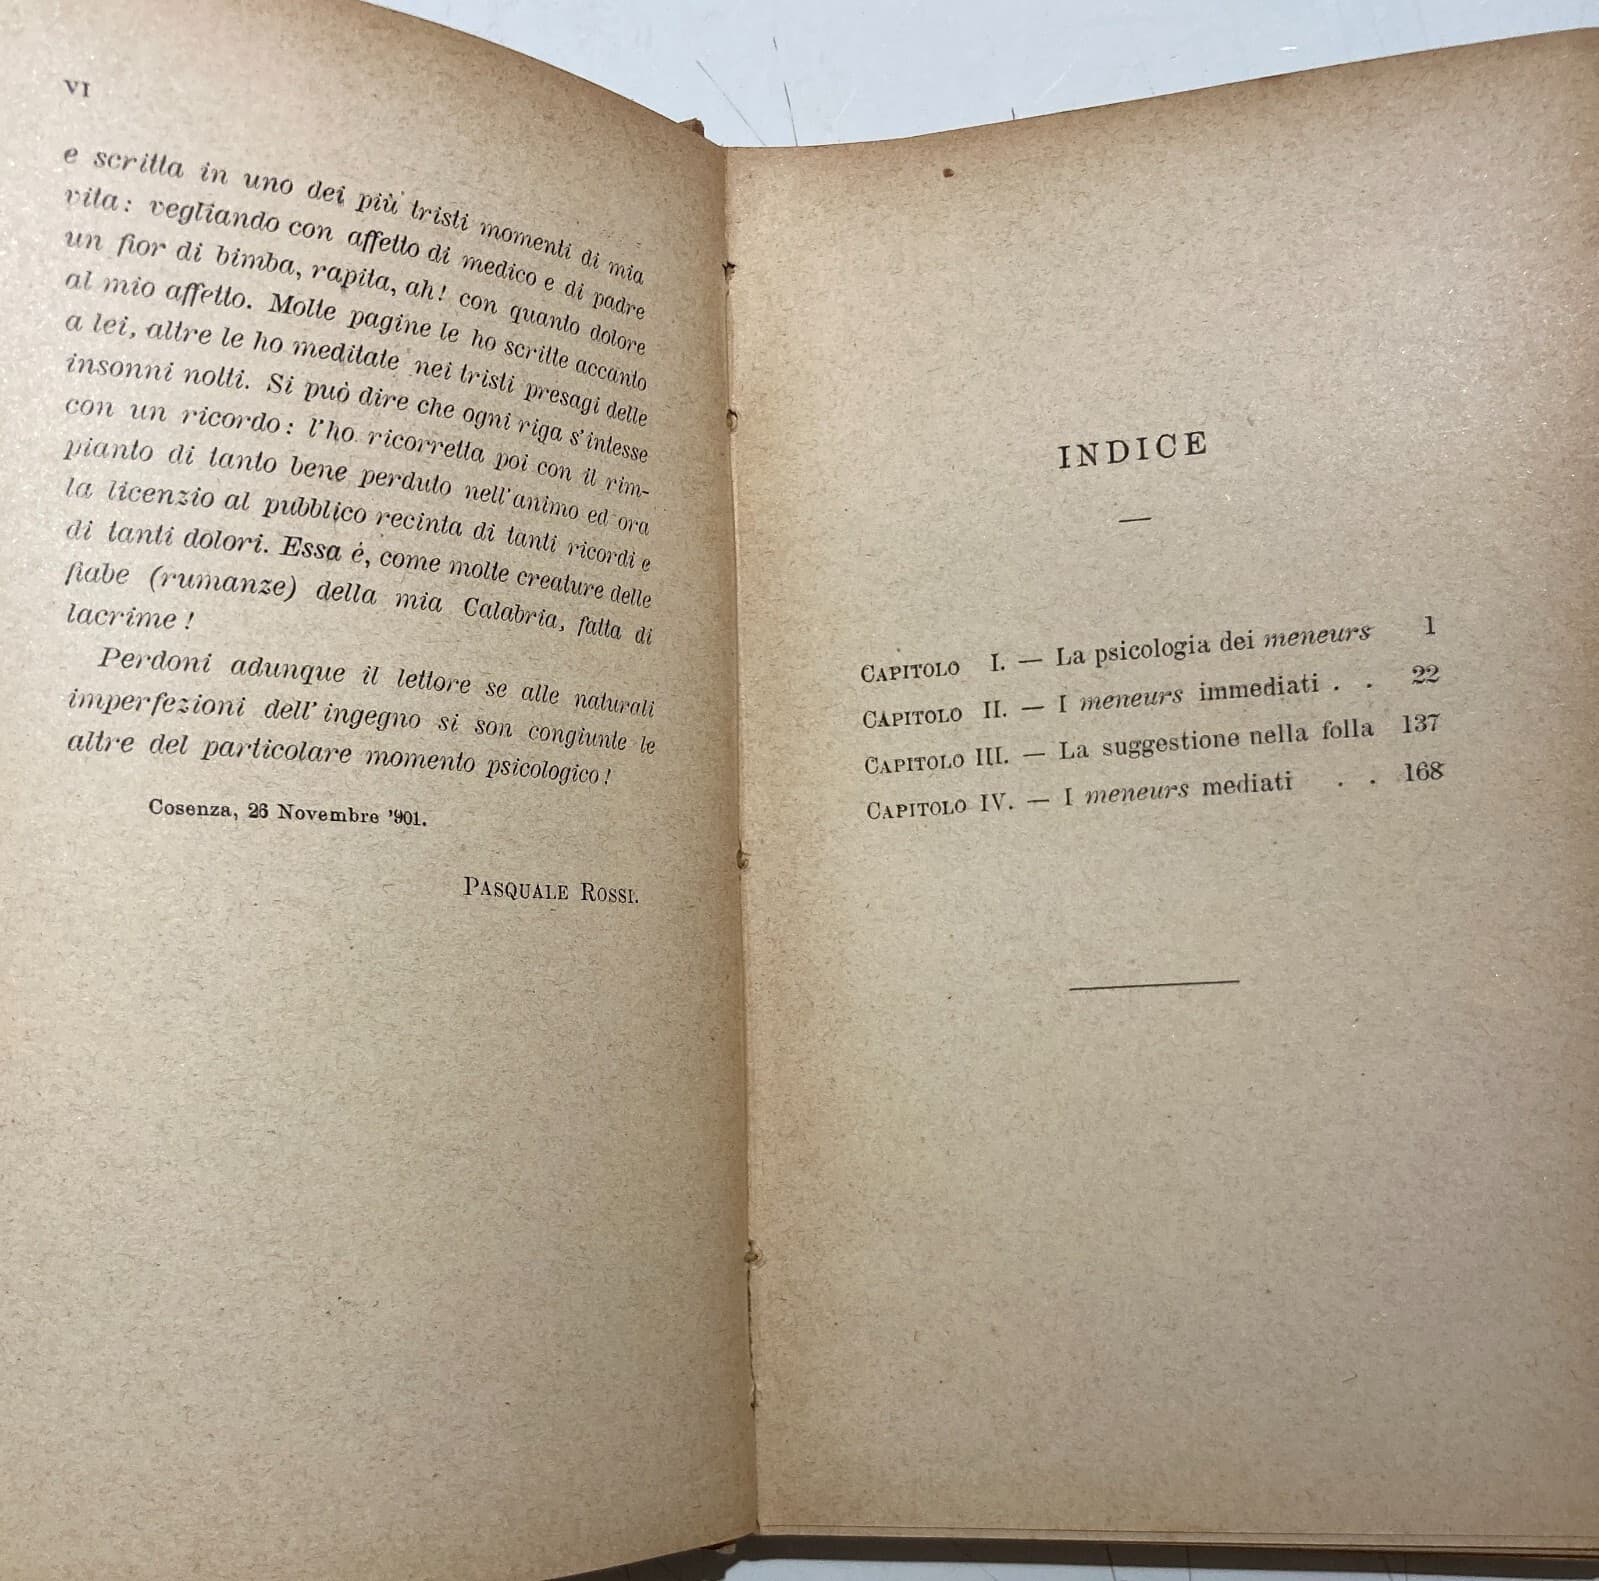 VI
e scritta in uno dei più tristi momenti di mia
vita: vegliando con affetto di medico e di padre
un fior di bimba, rapita, ah! con quanto dolore
al mio affetto. Molte pagine le ho scritte accanto
a lei, altre le ho meditate nei tristi presagi delle
insonni notti. Si può dire che ogni riga s'intesse
con un ricordo: l'ho ricorretta poi con il rim-
pianto di tanto bene perduto nell'animo ed ora
la licenzio al pubblico recinta di tanti ricordi e
di tanti dolori. Essa è, come molte creature delle
fiabe (rumanze) della mia Calabria, fatta di
lacrime!
Perdoni adunque il lettore se alle naturali
imperfezioni dell'ingegno si son congiunte le
altre del particolare momento psicologico!
Cosenza, 26 Novembre '901.
PASQUALE ROSSI.
INDICE
CAPITOLO I. — La psicologia dei meneurs 1
CAPITOLO II. — I meneurs immediati . . 22
CAPITOLO III. — La suggestione nella folla 137
CAPITOLO IV. — I meneurs mediati . . 168